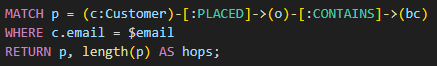 MATCH p = (c:Customer)-[:PLACED]->(o)-[:CONTAINS]->(bc)
WHERE c.email = $email
RETURN p, length(p) AS hops;